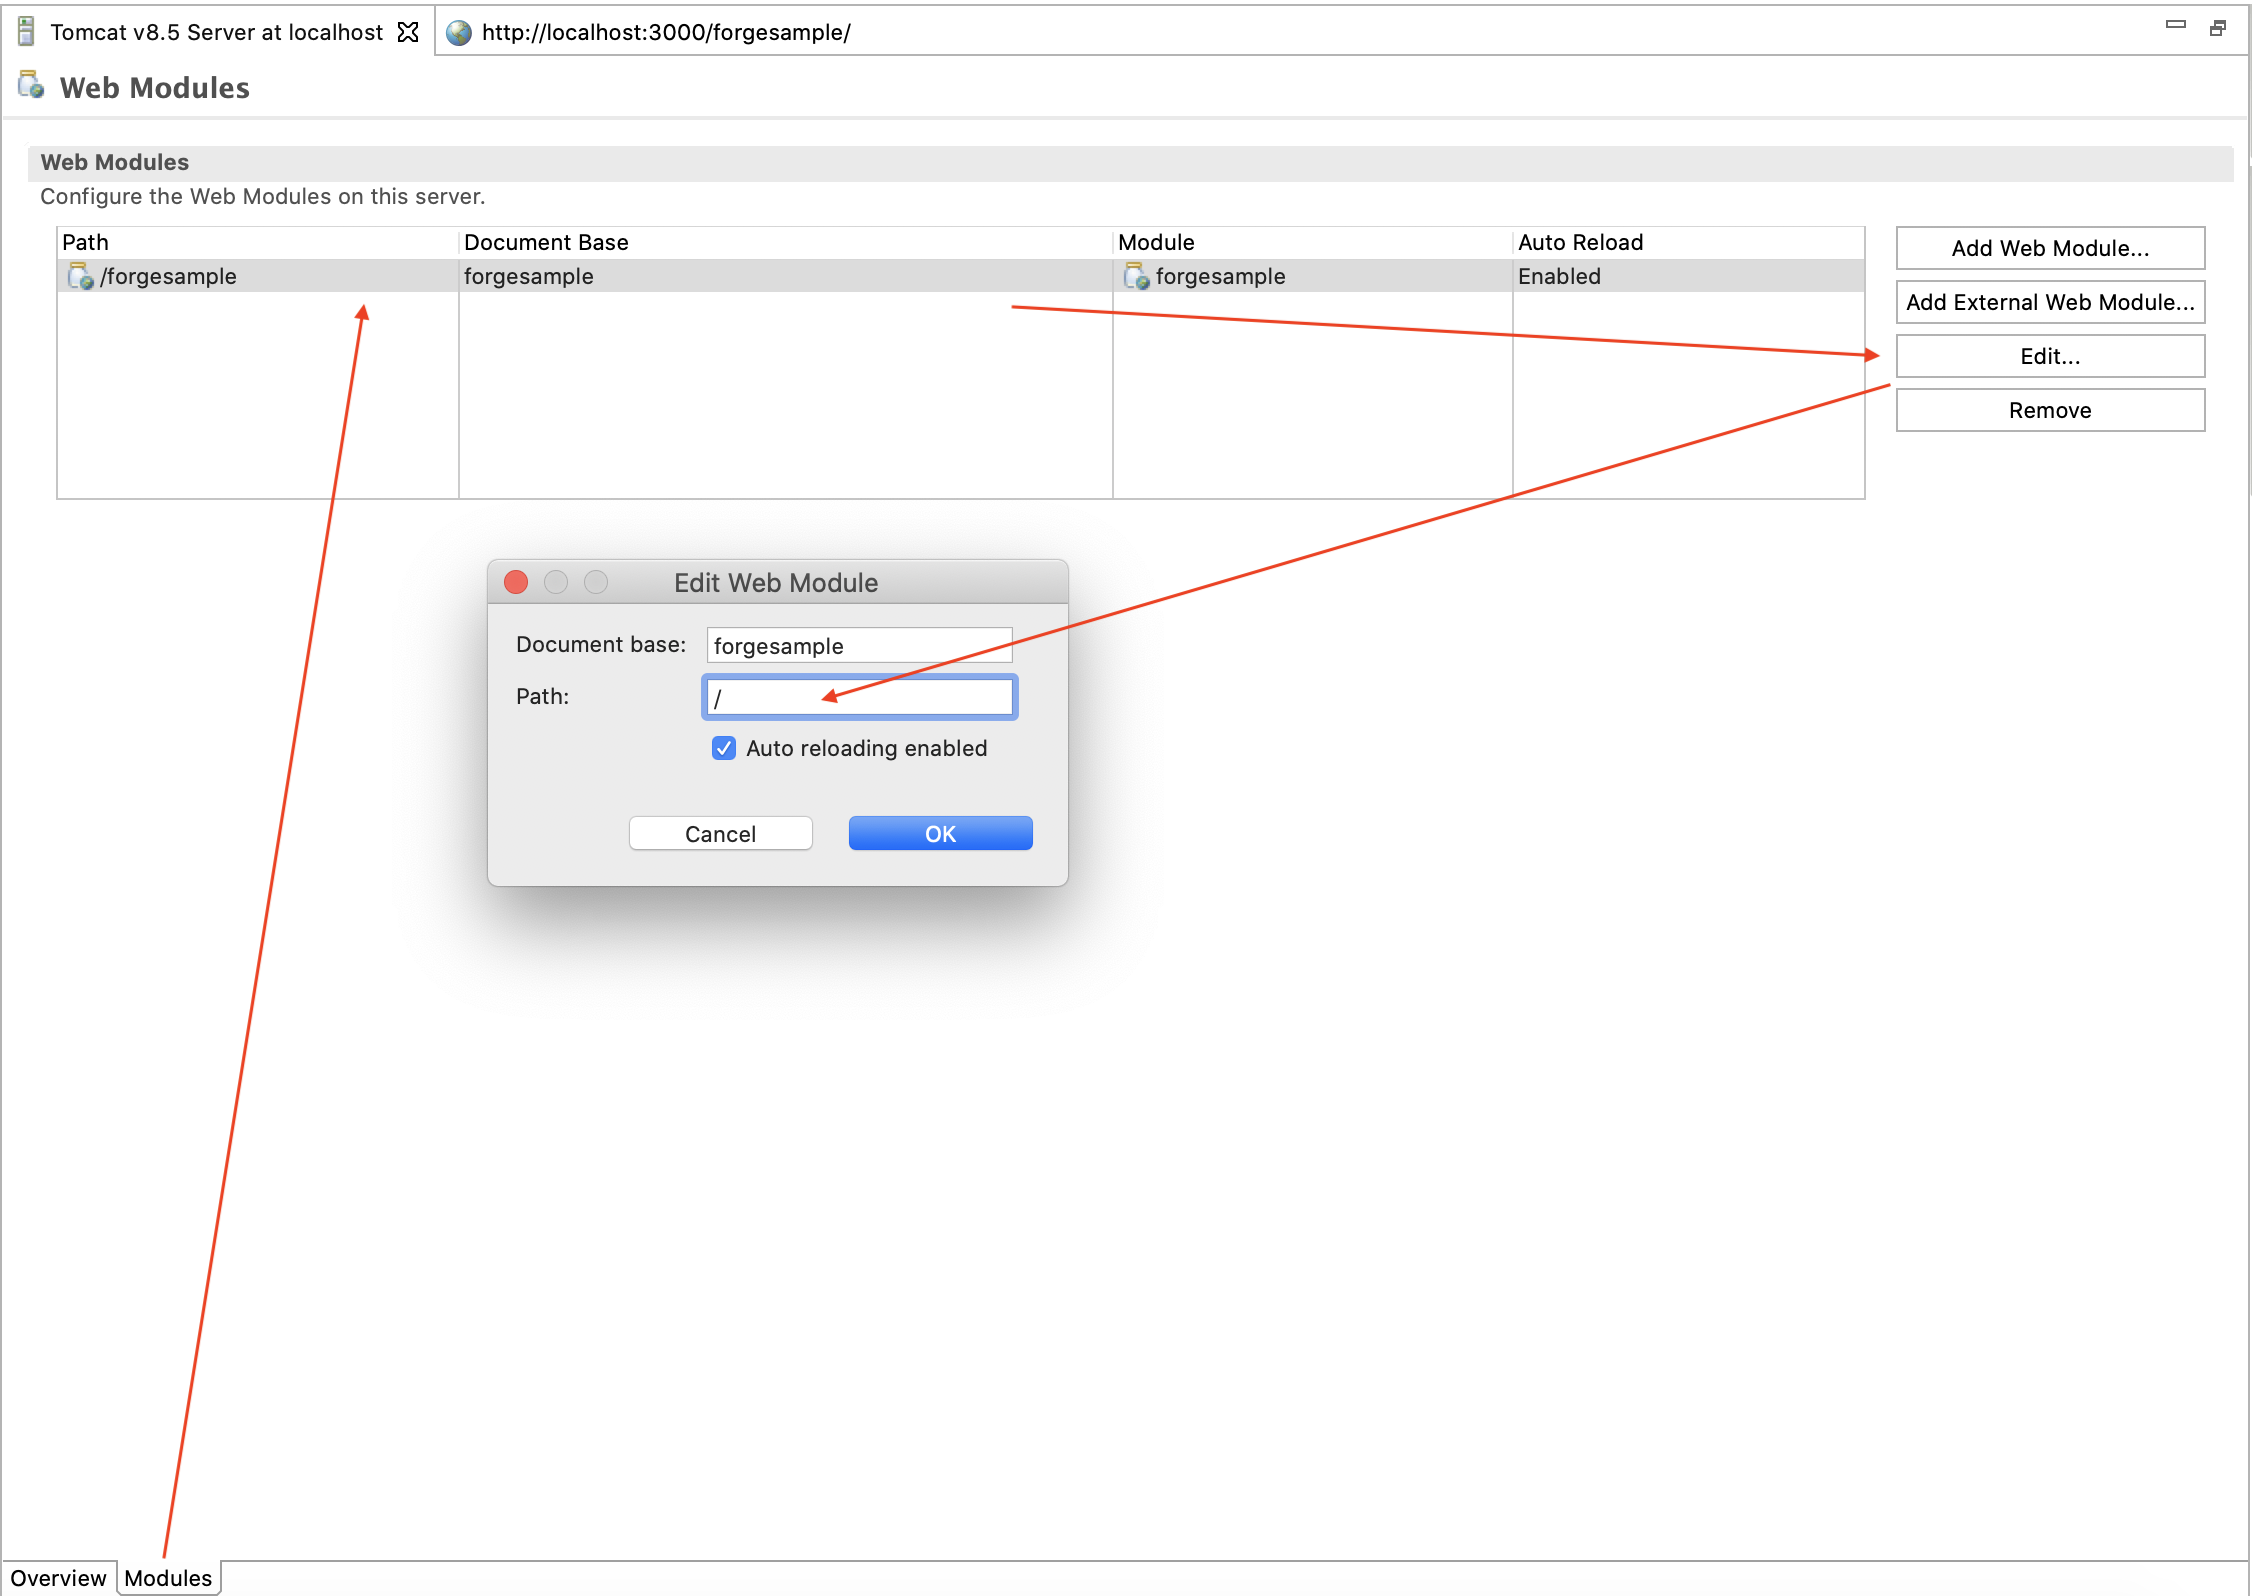 Tomcat v8.5 Server at localhost
http://localhost:3000/forgesample/
Web Modules
Web Modules
Configure the Web Modules on this server.
Path Document Base Module Auto Reload
/forgesample forgesample forgesample Enabled
Add Web Module...
Add External Web Module...
Edit...
Remove
Edit Web Module
Document base: forgesample
Path: /
Auto reloading enabled
Cancel OK
Overview Modules